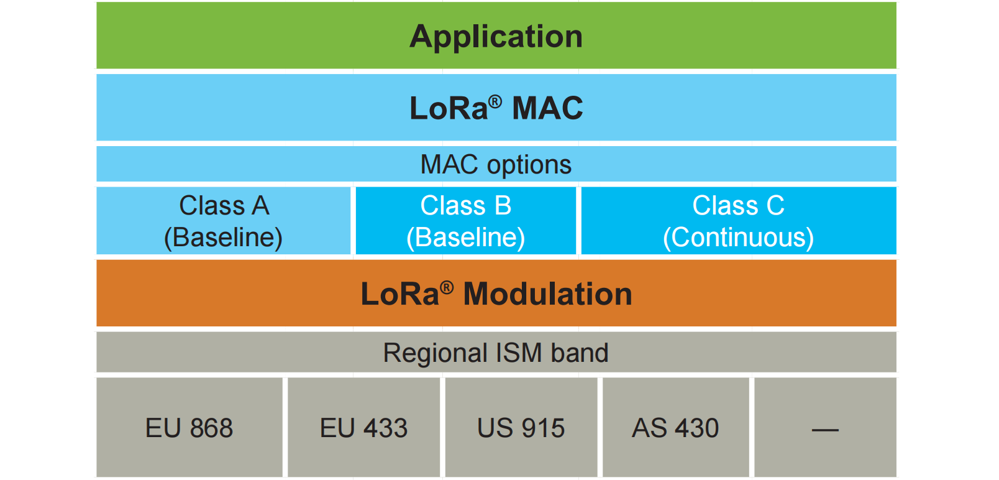 Application
LoRa® MAC
MAC options
Class A
(Baseline)
Class B
(Baseline)
Class C
(Continuous)
LoRa® Modulation
Regional ISM band
EU 868
EU 433
US 915
AS 430
—